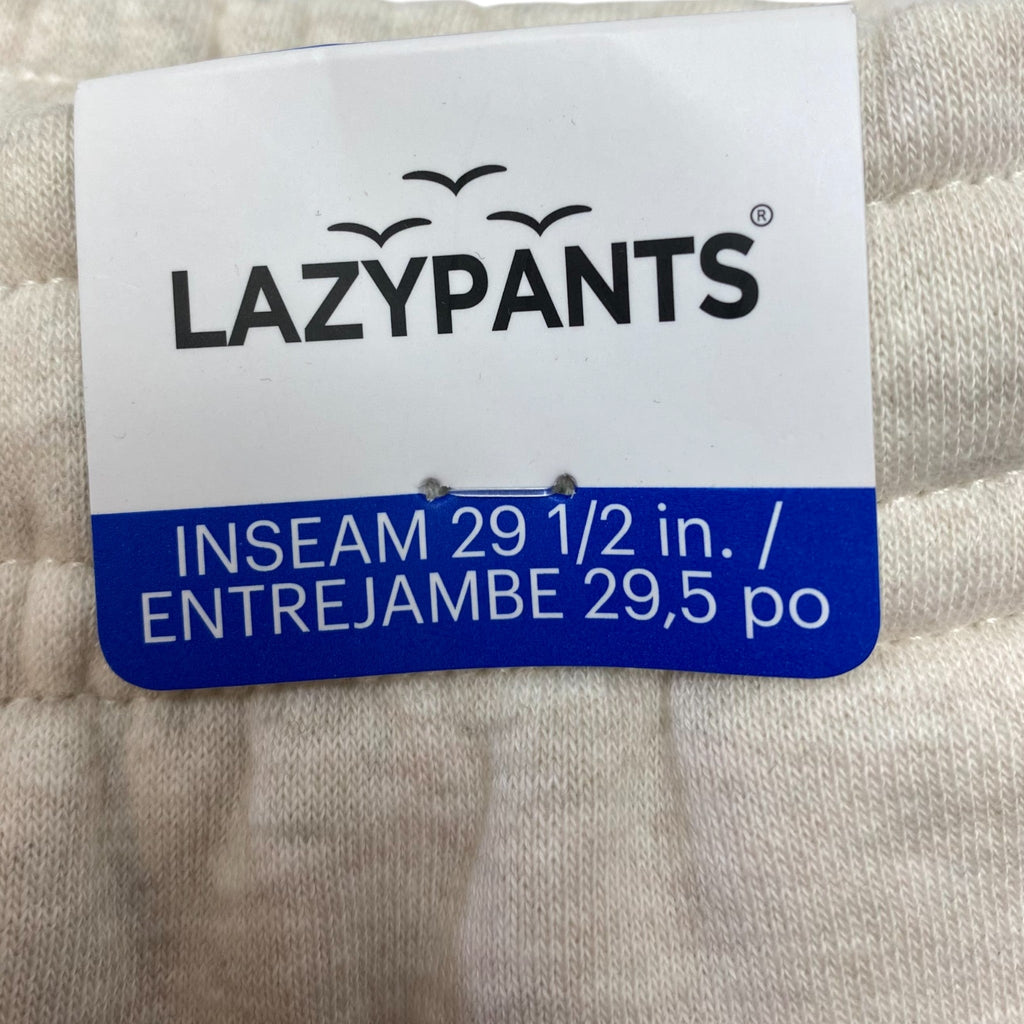 LAZYPANTS®
INSEAM 29 1/2 in. /
ENTREJAMBE 29,5 po